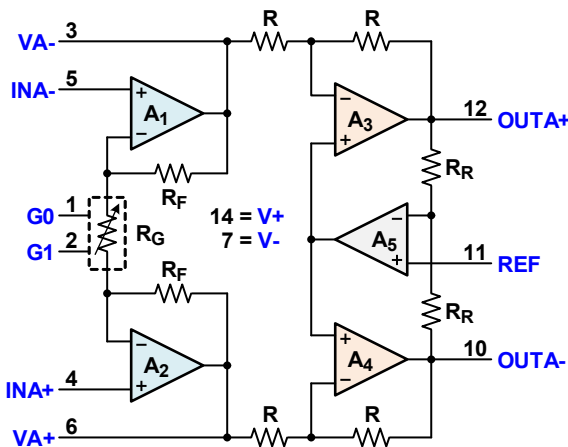 VA- 3 R R
INA- 5
+ A1 −
− A3 +
12 OUTA+
RF
RR
G0 1
G1 2
RG
14 = V+
7 = V-
− A5 +
11 REF
RF
RR
− A2 +
+ A4 −
10 OUTA-
INA+ 4
VA+ 6 R R